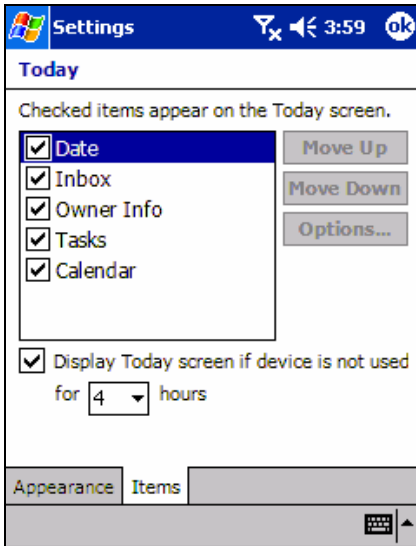 Settings 3:59 ok
Today
Checked items appear on the Today screen.
Date
Inbox
Owner Info
Tasks
Calendar
Move Up
Move Down
Options...
Display Today screen if device is not used
for 4 hours
Appearance Items